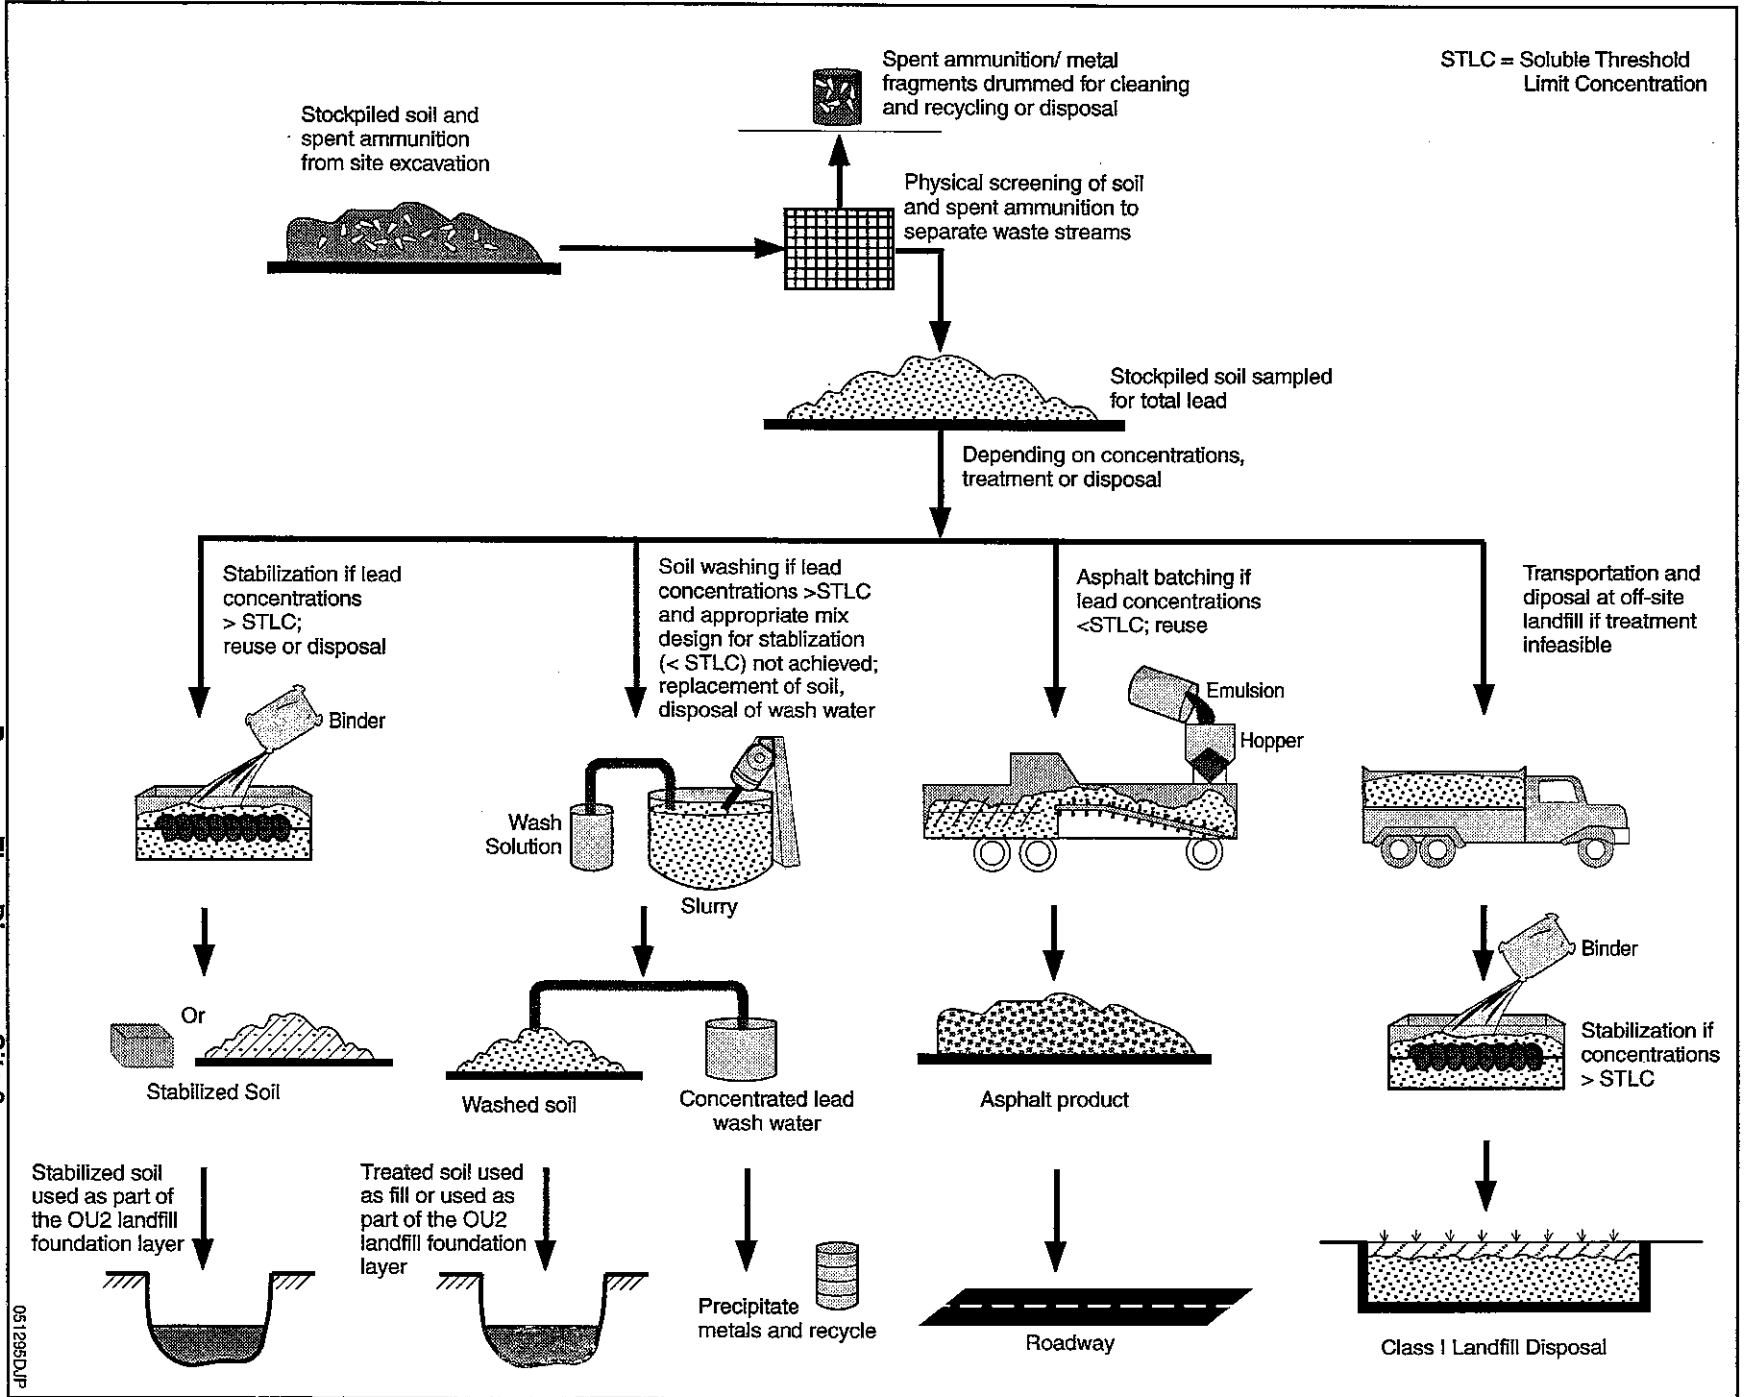 Spent ammunition/ metal
fragments drummed for cleaning
and recycling or disposal
STLC = Soluble Threshold
Limit Concentration
Stockpiled soil and
spent ammunition
from site excavation
Physical screening of soil
and spent ammunition to
separate waste streams
Stockpiled soil sampled
for total lead
Depending on concentrations,
treatment or disposal
Stabilization if lead
concentrations
> STLC;
reuse or disposal
Soil washing if lead
concentrations >STLC
and appropriate mix
design for stablization
(< STLC) not achieved;
replacement of soil,
disposal of wash water
Asphalt batching if
lead concentrations
<STLC; reuse
Transportation and
diposal at off-site
landfill if treatment
infeasible
Binder
Wash
Solution
Slurry
Emulsion
Hopper
Binder
Stabilization if
concentrations
> STLC
Or
Stabilized Soil
Washed soil
Concentrated lead
wash water
Asphalt product
Stabilized soil
used as part of
the OU2 landfill
foundation layer
Treated soil used
as fill or used as
part of the OU2
landfill foundation
layer
Precipitate
metals and recycle
Roadway
Class I Landfill Disposal
051295DJP